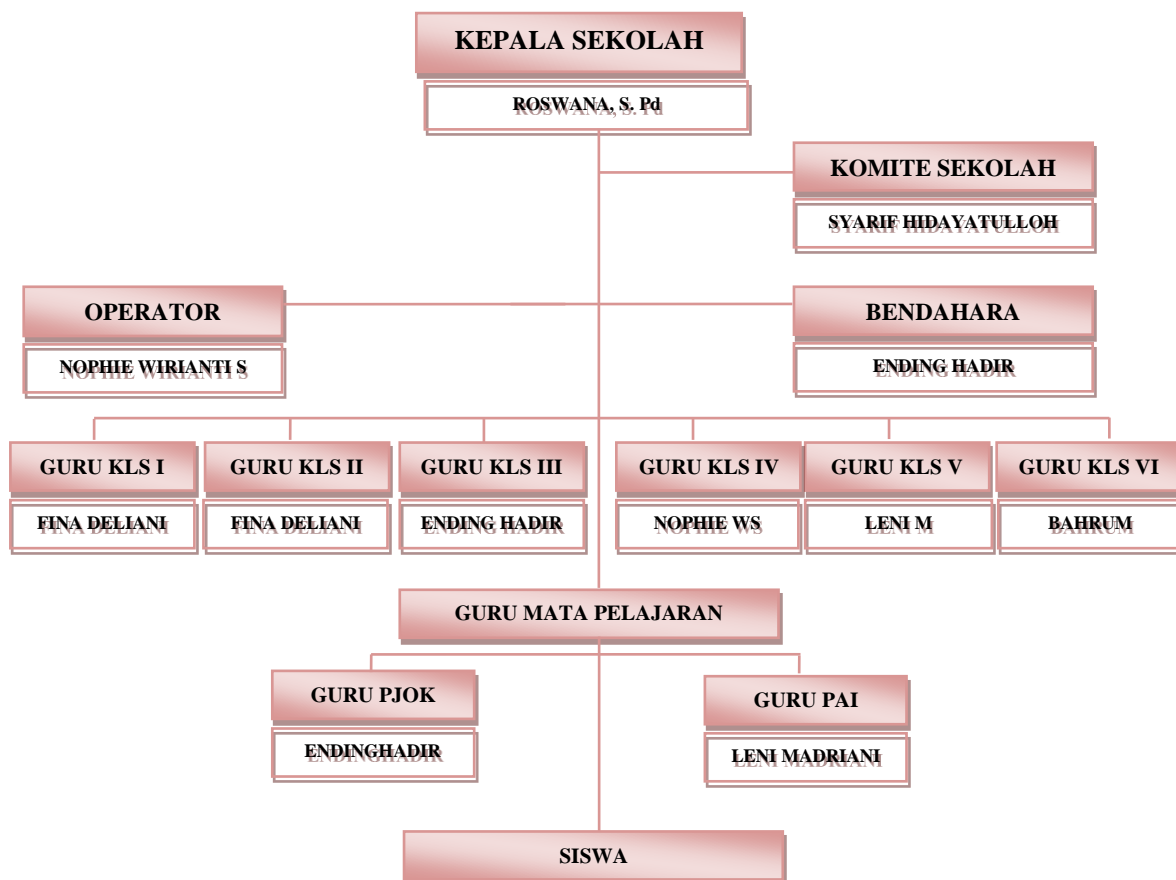 KEPALA SEKOLAH
ROSWANA, S. Pd
KOMITE SEKOLAH
SYARIF HIDAYATULLOH
OPERATOR
NOPHIE WIRIANTI S
BENDAHARA
ENDING HADIR
GURU KLS I
FINA DELIANI
GURU KLS II
FINA DELIANI
GURU KLS III
ENDING HADIR
GURU KLS IV
NOPHIE WS
GURU KLS V
LENI M
GURU KLS VI
BAHRUM
GURU MATA PELAJARAN
GURU PJOK
ENDINGHADIR
GURU PAI
LENI MADRIANI
SISWA